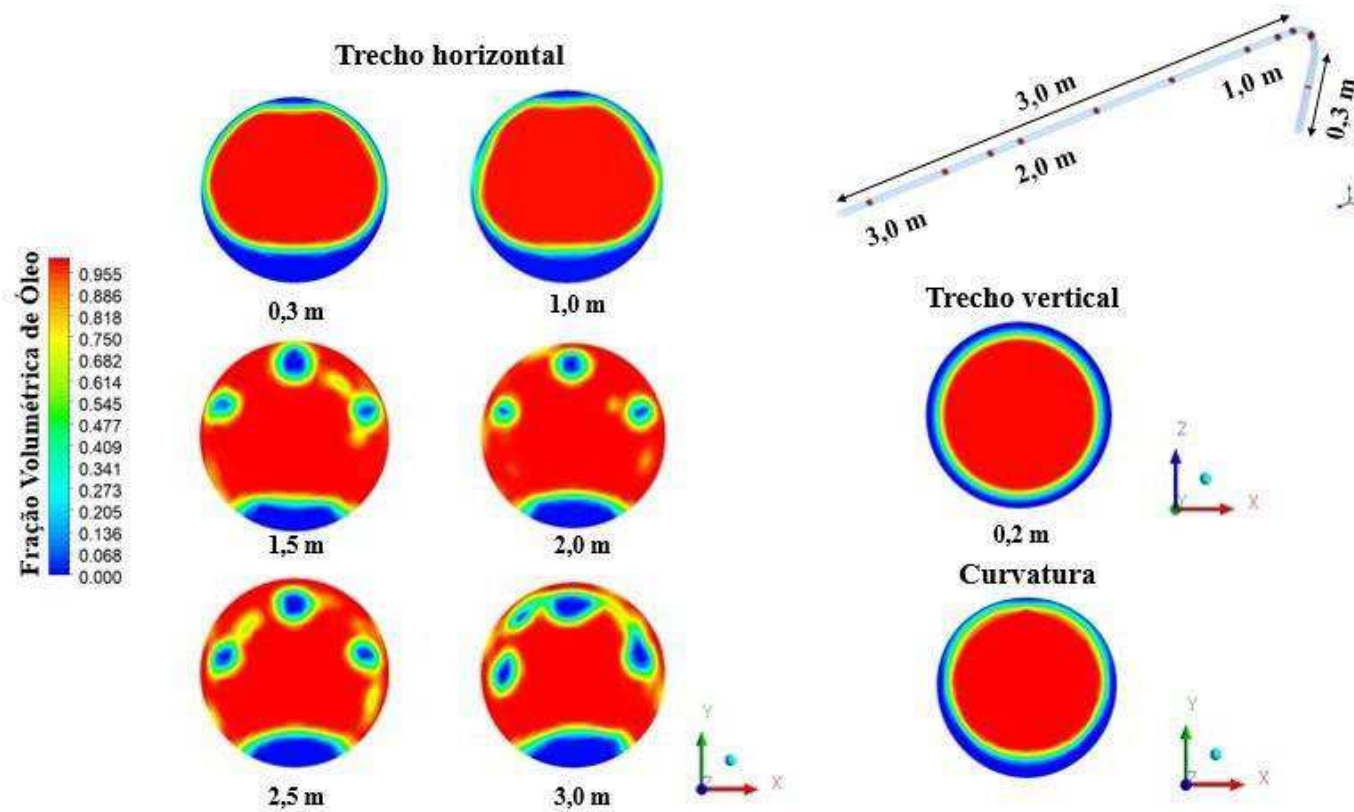 Trecho horizontal
0,3 m
1,0 m
1,5 m
2,0 m
2,5 m
3,0 m
Fração Volumétrica de Óleo
0.955
0.886
0.818
0.750
0.682
0.614
0.545
0.477
0.409
0.341
0.273
0.205
0.136
0.068
0.000
Y
Z
X
3,0 m
1,0 m
0,3 m
2,0 m
3,0 m
Trecho vertical
0,2 m
Z
Y
X
Curvatura
Y
Z
X